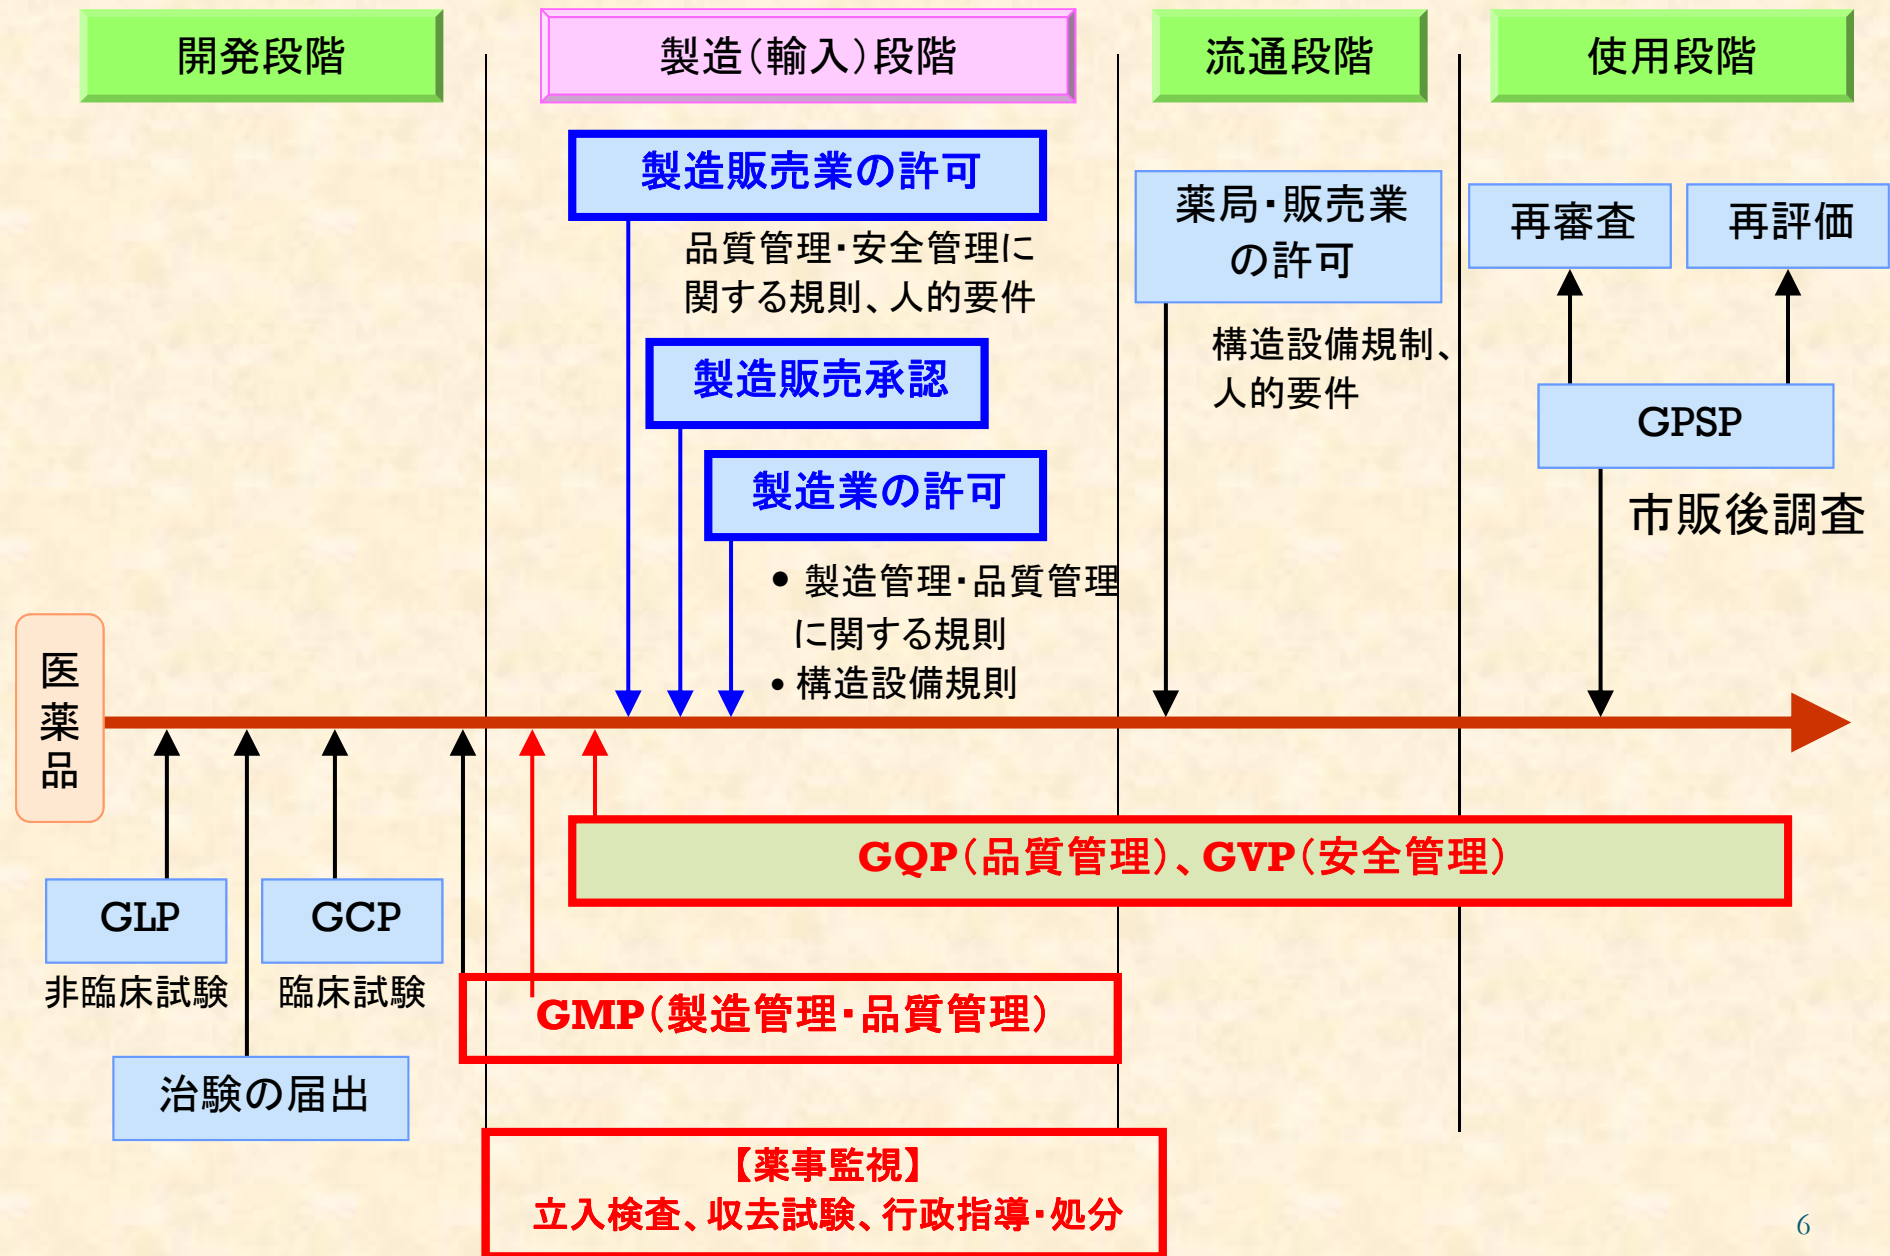 開発段階
製造(輸入)段階
流通段階
使用段階
製造販売業の許可
品質管理・安全管理に
関する規則、人的要件
製造販売承認
製造業の許可
• 製造管理・品質管理
に関する規則
• 構造設備規則
薬局・販売業
の許可
構造設備規制、
人的要件
再審査
再評価
GPSP
市販後調査
医
薬
品
GQP(品質管理)、GVP(安全管理)
GLP
非臨床試験
GCP
臨床試験
GMP(製造管理・品質管理)
治験の届出
【薬事監視】
立入検査、収去試験、行政指導・処分
6